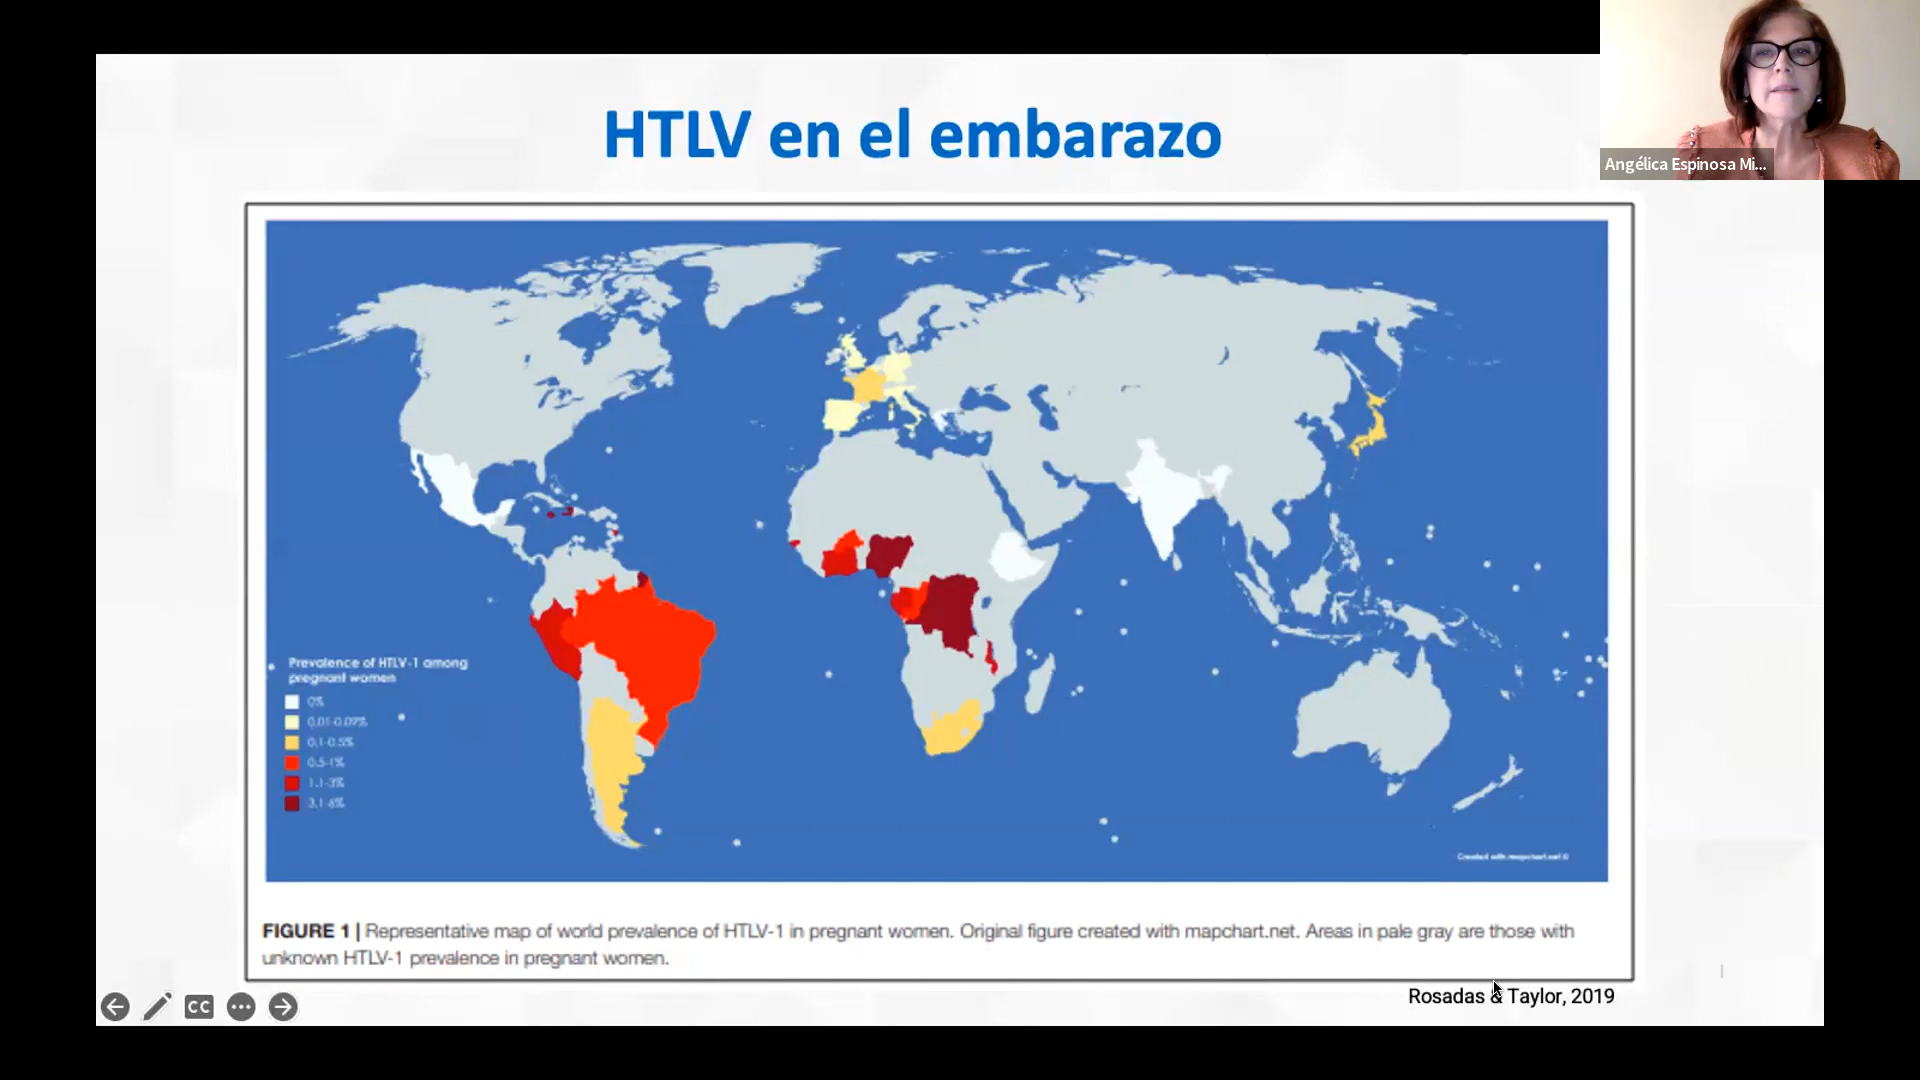 HTLV en el embarazo
Angélica Espinosa Mi...
Prevalence of HTLV-1 among
pregnant women
0%
0,01-0,09%
0,1-0,5%
0,5-1%
1,1-3%
3,1-6%
Created with mapchart.net ©
FIGURE 1 | Representative map of world prevalence of HTLV-1 in pregnant women. Original figure created with mapchart.net. Areas in pale gray are those with
unknown HTLV-1 prevalence in pregnant women.
Rosadas & Taylor, 2019
CC